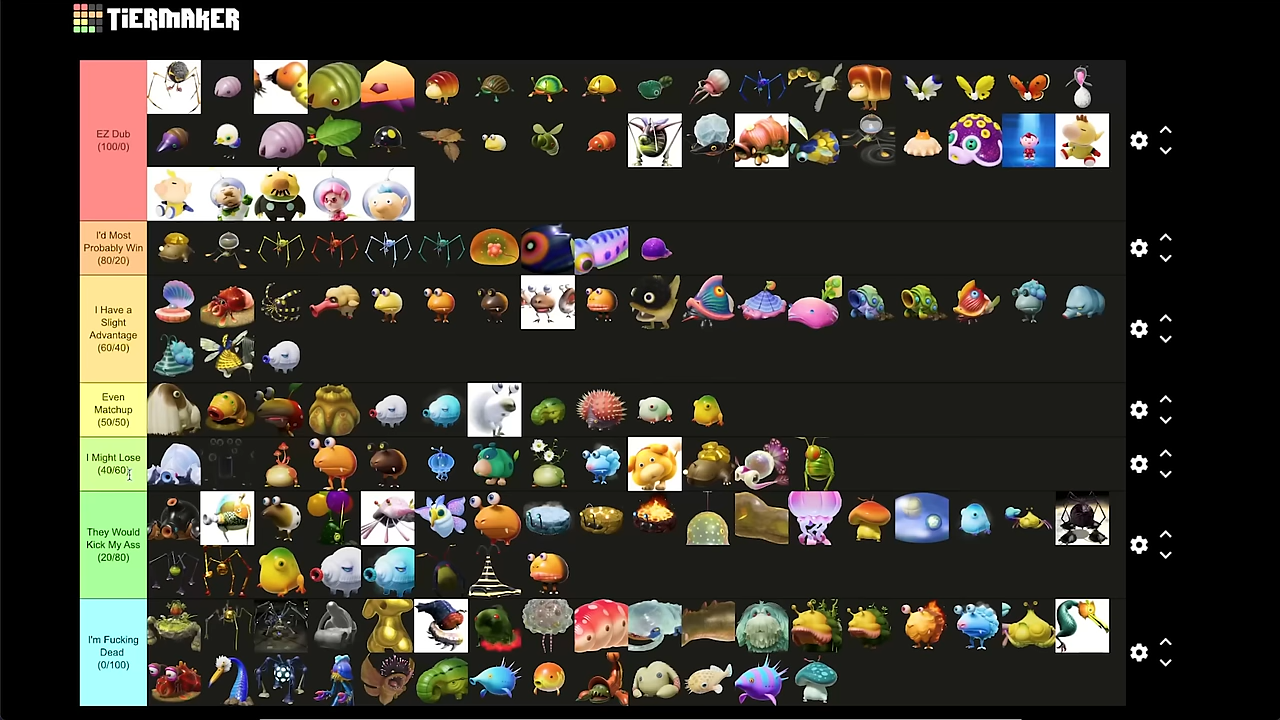 TIERMAKER
EZ Dub
(100/0)
I'd Most
Probably Win
(80/20)
I Have a
Slight
Advantage
(60/40)
Even
Matchup
(50/50)
I Might Lose
(40/60)
They Would
Kick My Ass
(20/80)
I'm Fucking
Dead
(0/100)